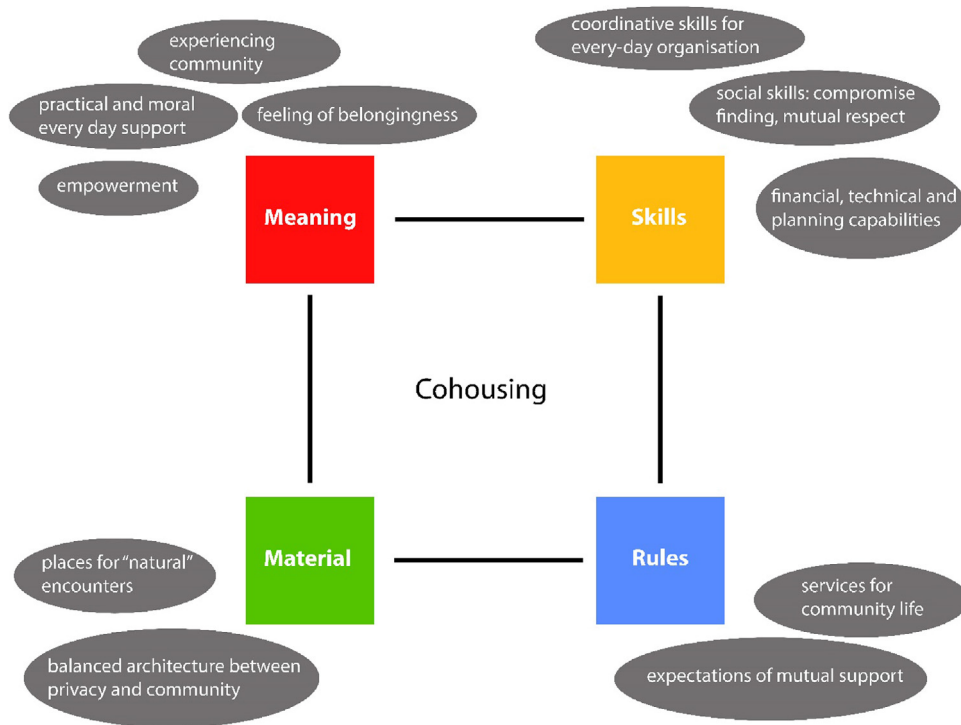 experiencing
community
practical and moral
every day support
feeling of belongingness
empowerment
Meaning
coordinative skills for
every-day organisation
social skills: compromise
finding, mutual respect
financial, technical and
planning capabilities
Skills
Cohousing
Material
places for “natural”
encounters
balanced architecture between
privacy and community
Rules
services for
community life
expectations of mutual support